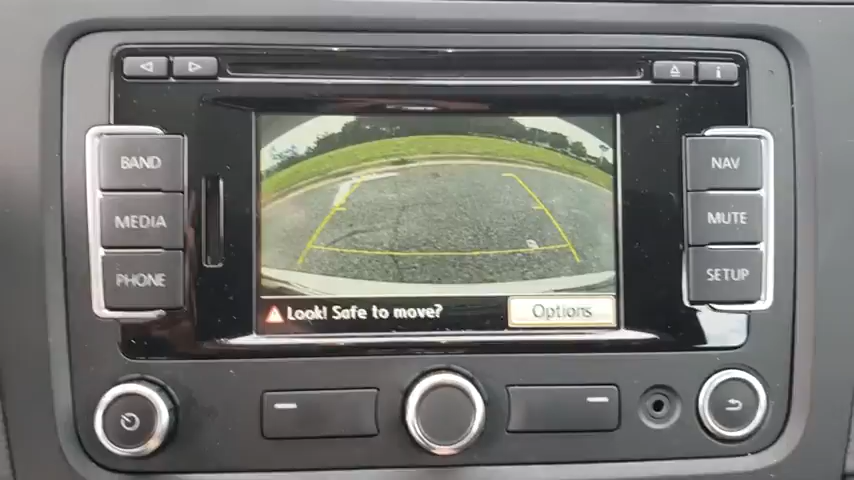 i
BAND
MEDIA
PHONE
NAV
MUTE
SETUP
Look! Safe to move?
Options